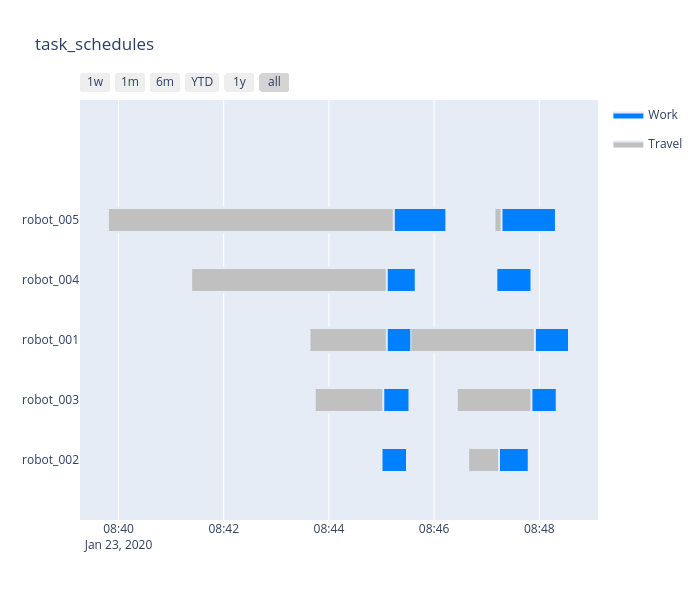 task_schedules
1w 1m 6m YTD 1y all
Work
Travel
robot_005
robot_004
robot_001
robot_003
robot_002
08:40 08:42 08:44 08:46 08:48
Jan 23, 2020